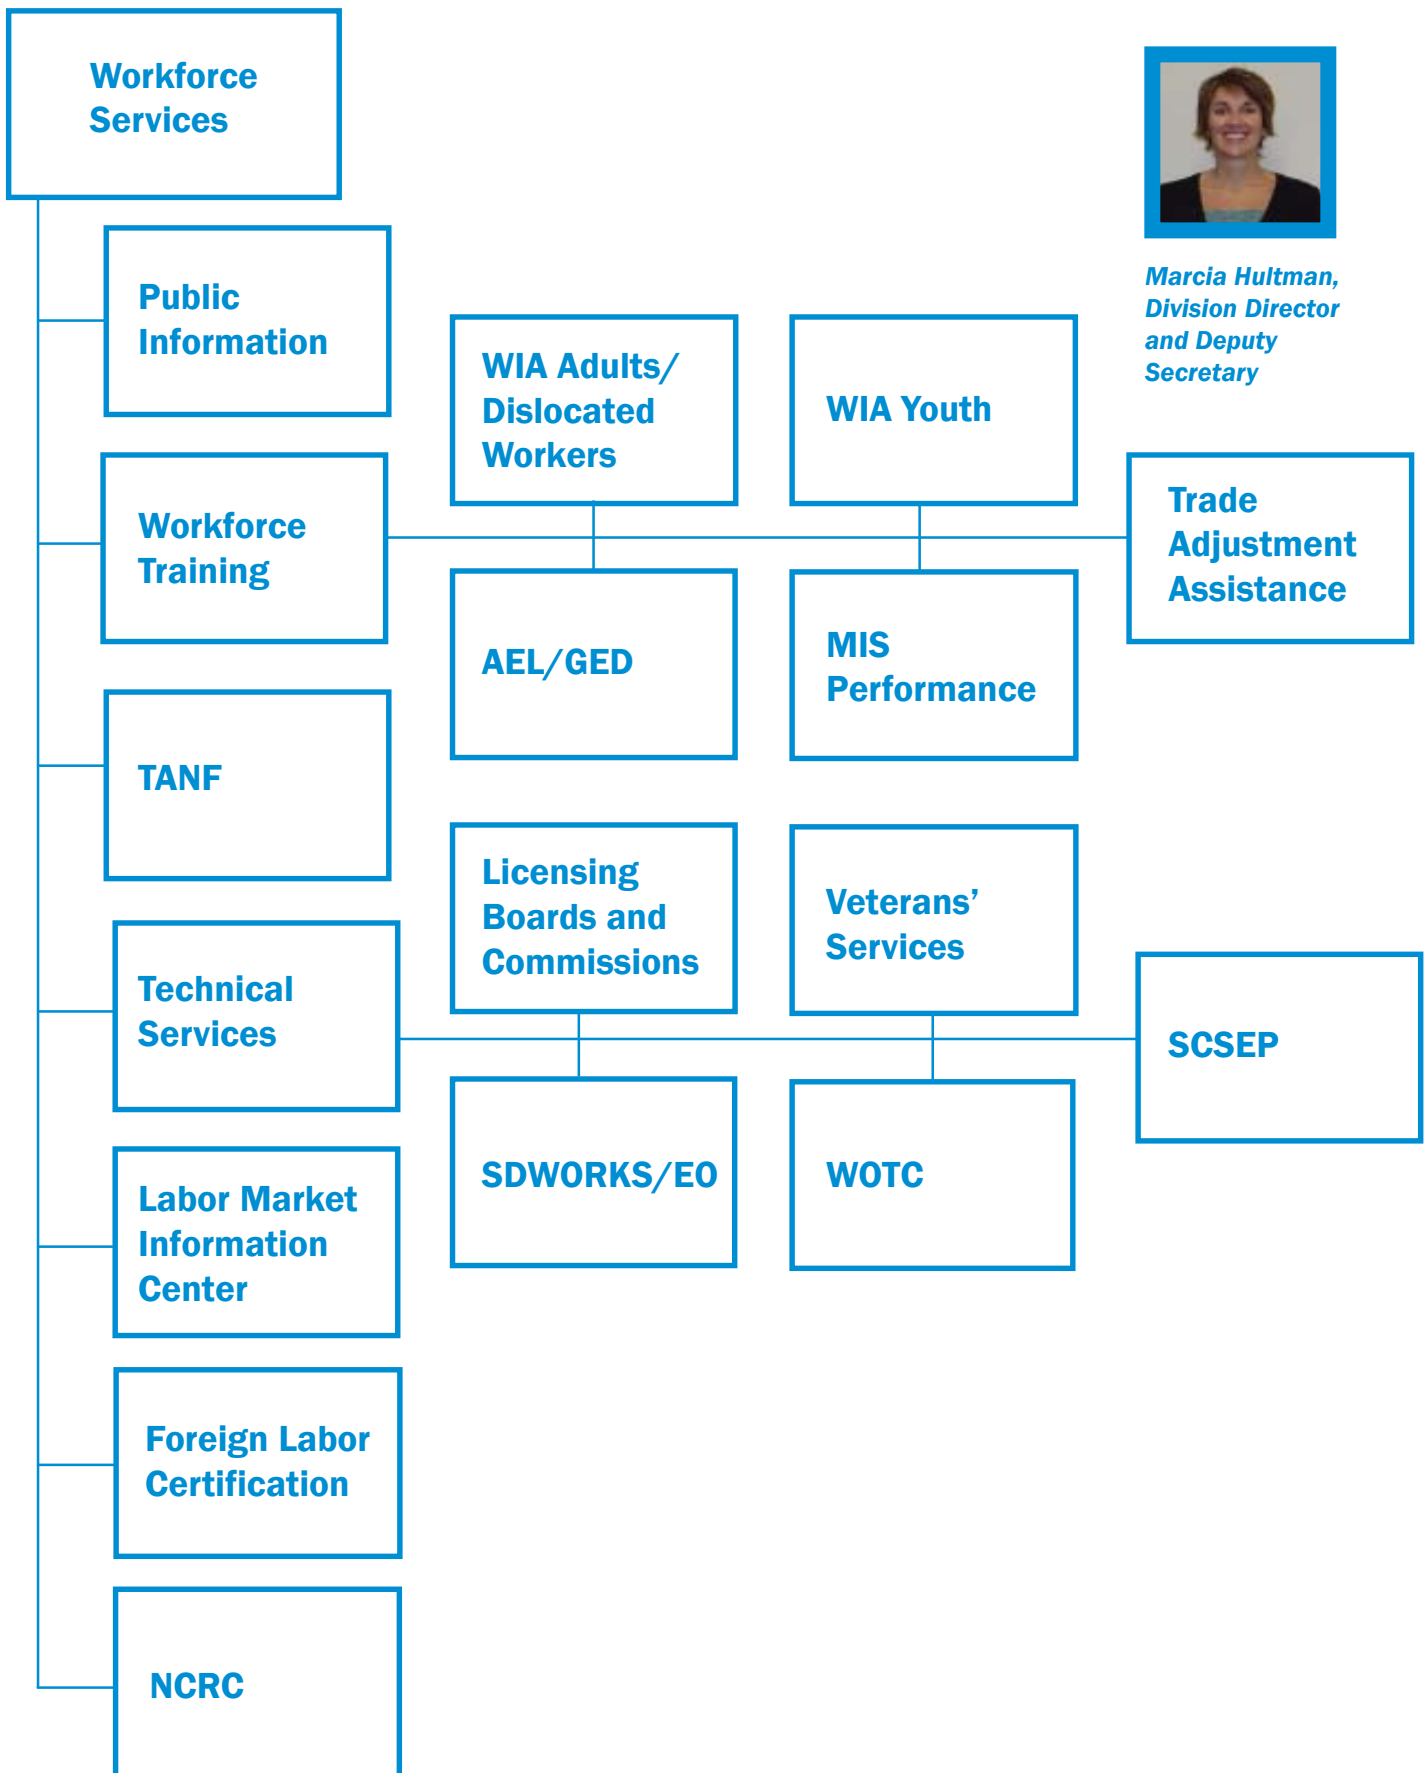 Workforce
Services
Marcia Hultman,
Division Director
and Deputy
Secretary
Public
Information
WIA Adults/
Dislocated
Workers
WIA Youth
Workforce
Training
Trade
Adjustment
Assistance
AEL/GED
MIS
Performance
TANF
Licensing
Boards and
Commissions
Veterans’
Services
Technical
Services
SCSEP
SDWORKS/EO
WOTC
Labor Market
Information
Center
Foreign Labor
Certification
NCRC